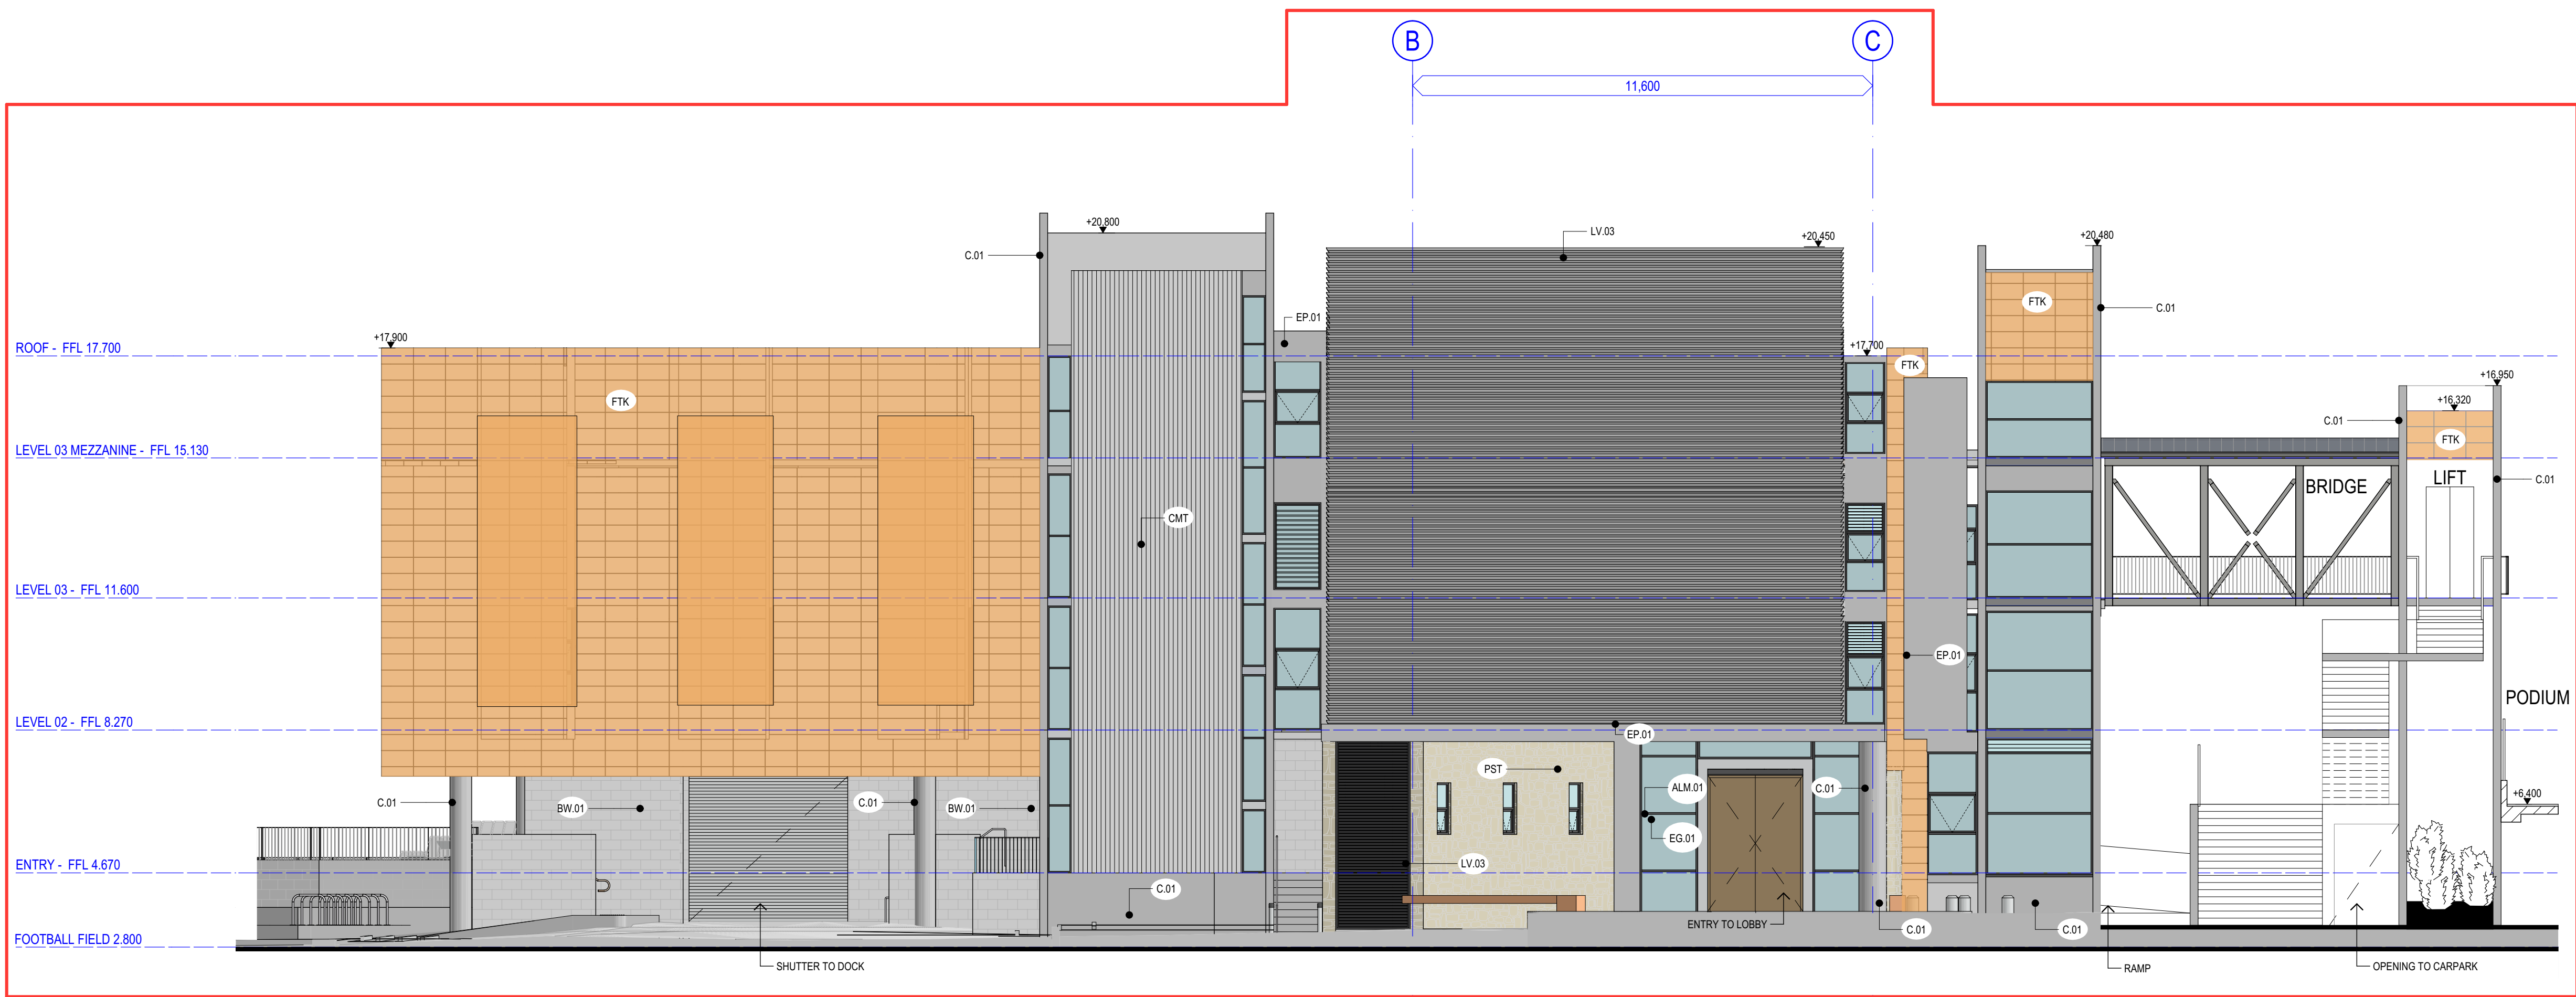 B
C
11,600
+20,800
LV.03
+20,450
+20,480
C.01
FTK
C.01
EP.01
+17,900
ROOF - FFL 17.700
+17,700
FTK
FTK
+16,950
+16,320
C.01
FTK
LEVEL 03 MEZZANINE - FFL 15.130
BRIDGE
LIFT
C.01
CMT
LEVEL 03 - FFL 11.600
EP.01
PODIUM
LEVEL 02 - FFL 8.270
EP.01
PST
ALM.01
C.01
+6,400
C.01
BW.01
C.01
BW.01
EG.01
ENTRY - FFL 4.670
LV.03
C.01
ENTRY TO LOBBY
C.01
C.01
FOOTBALL FIELD 2.800
SHUTTER TO DOCK
RAMP
OPENING TO CARPARK